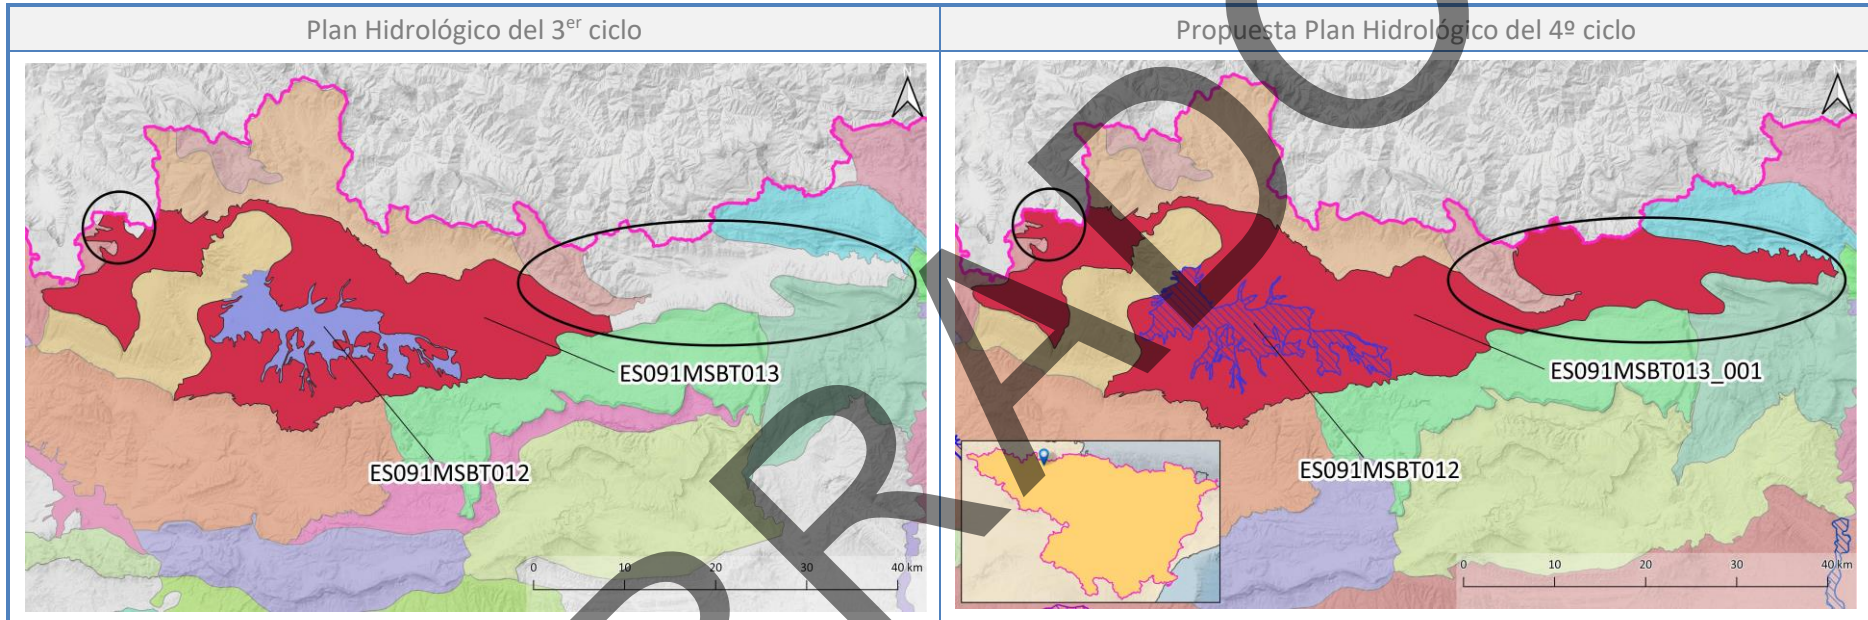 Plan Hidrológico del 3er ciclo
Propuesta Plan Hidrológico del 4º ciclo
ES091MSBT013
ES091MSBT012
0 10 20 30 40 km
N
ES091MSBT013_001
ES091MSBT012
0 10 20 30 40 km